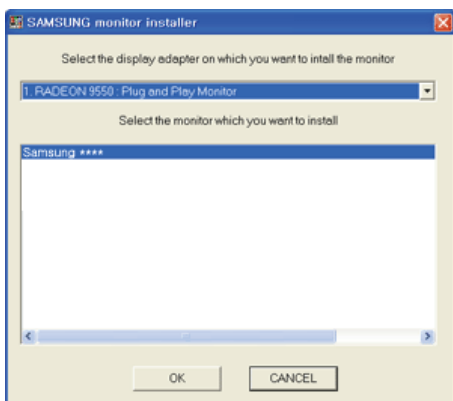 SAMSUNG monitor installer
Select the display adapter on which you want to intall the monitor
1. RADEON 9550 : Plug and Play Monitor
Select the monitor which you want to install
Samsung ****
OK CANCEL